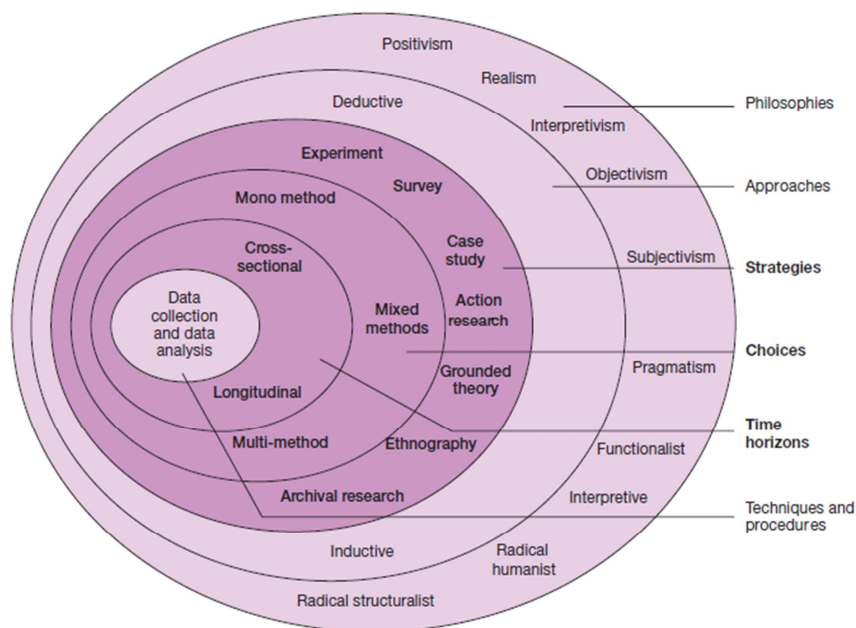 Positivism
Realism
Philosophies
Deductive
Interpretivism
Experiment
Objectivism
Survey
Approaches
Mono method
Cross-
sectional
Case
study
Subjectivism
Strategies
Data
collection
and data
analysis
Mixed
methods
Action
research
Choices
Pragmatism
Grounded
theory
Longitudinal
Time
horizons
Multi-method
Ethnography
Functionalist
Archival research
Interpretive
Techniques and
procedures
Inductive
Radical
humanist
Radical structuralist